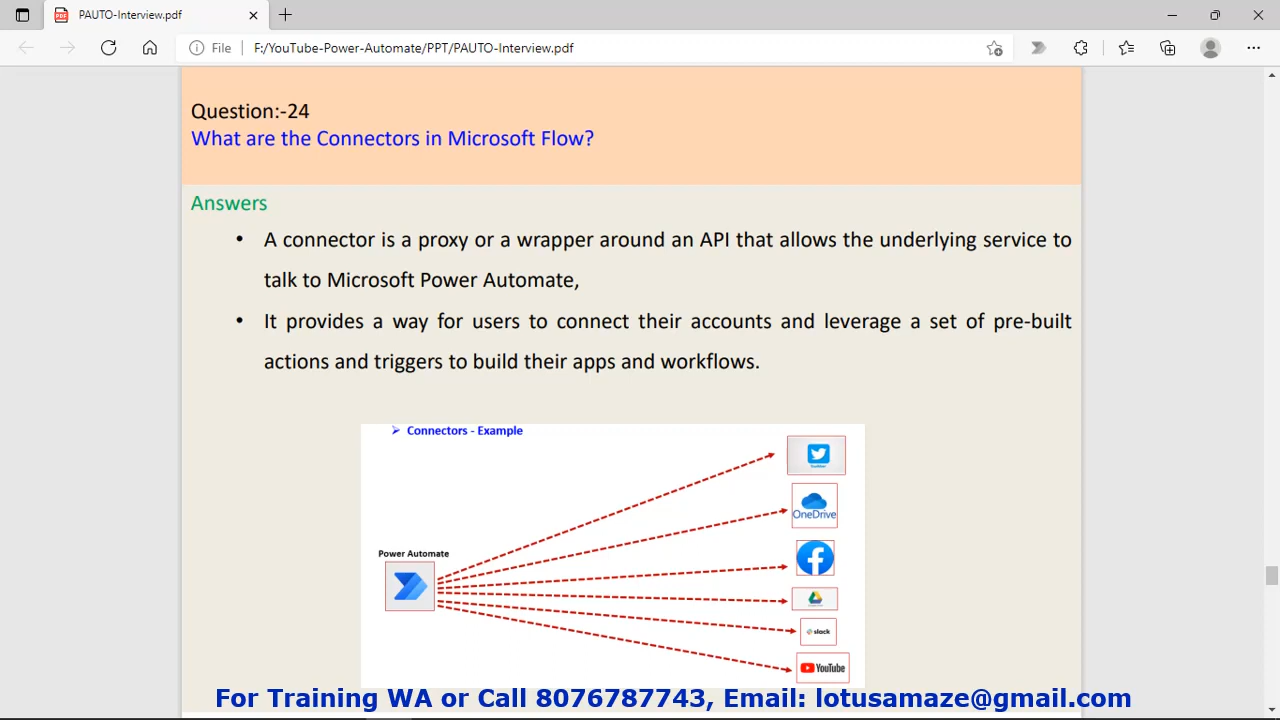 PAUTO-Interview.pdf
File
F:/YouTube-Power-Automate/PPT/PAUTO-Interview.pdf
Question:-24
What are the Connectors in Microsoft Flow?
Answers
• A connector is a proxy or a wrapper around an API that allows the underlying service to
talk to Microsoft Power Automate,
• It provides a way for users to connect their accounts and leverage a set of pre-built
actions and triggers to build their apps and workflows.
➢ Connectors - Example
OneDrive
Power Automate
slack
YouTube
For Training WA or Call 8076787743, Email: lotusamaze@gmail.com